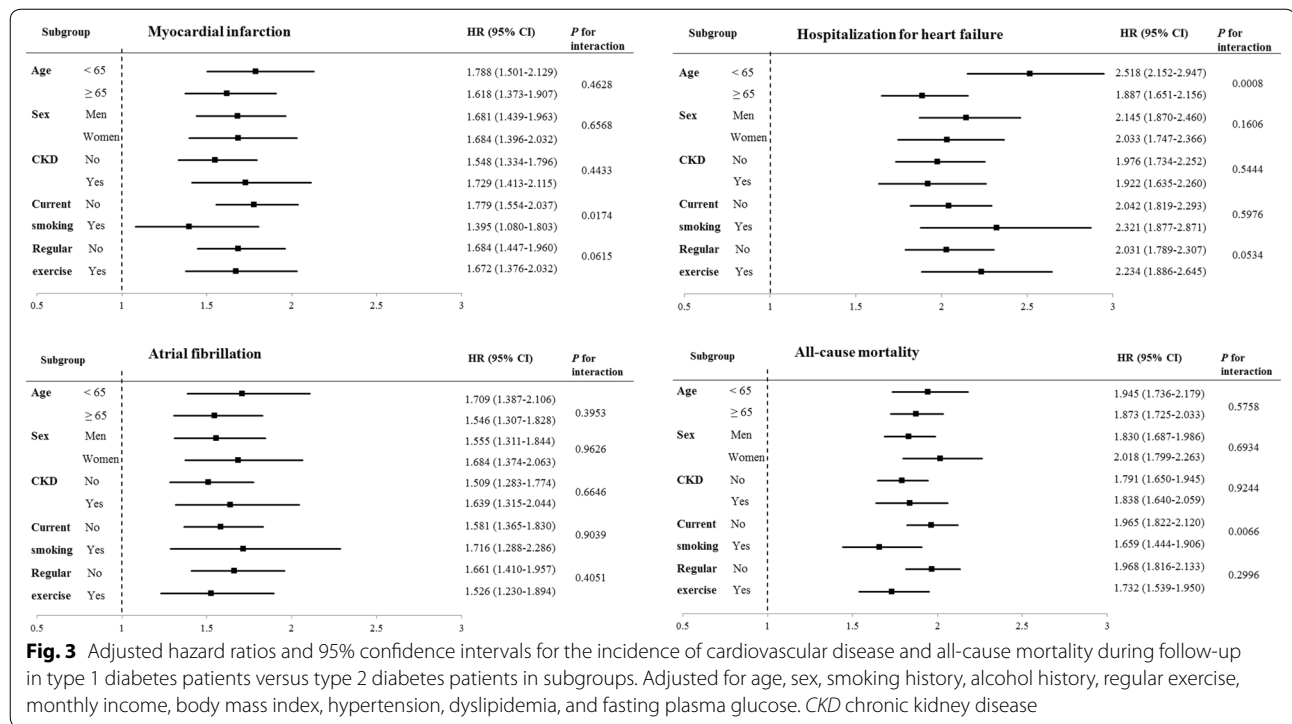 Subgroup Myocardial infarction HR (95% CI) P for
interaction
Age < 65 1.788 (1.501-2.129)
0.4628
≥ 65 1.618 (1.373-1.907)
Sex Men 1.681 (1.439-1.963)
0.6568
Women 1.684 (1.396-2.032)
CKD No 1.548 (1.334-1.796)
0.4433
Yes 1.729 (1.413-2.115)
Current No 1.779 (1.554-2.037)
0.0174
smoking Yes 1.395 (1.080-1.803)
Regular No 1.684 (1.447-1.960)
0.0615
exercise Yes 1.672 (1.376-2.032)
0.5 1 1.5 2 2.5 3
Subgroup Hospitalization for heart failure HR (95% CI) P for
interaction
Age < 65 2.518 (2.152-2.947)
0.0008
≥ 65 1.887 (1.651-2.156)
Sex Men 2.145 (1.870-2.460)
0.1606
Women 2.033 (1.747-2.366)
CKD No 1.976 (1.734-2.252)
0.5444
Yes 1.922 (1.635-2.260)
Current No 2.042 (1.819-2.293)
0.5976
smoking Yes 2.321 (1.877-2.871)
Regular No 2.031 (1.789-2.307)
0.0534
exercise Yes 2.234 (1.886-2.645)
0.5 1 1.5 2 2.5 3
Subgroup Atrial fibrillation HR (95% CI) P for
interaction
Age < 65 1.709 (1.387-2.106)
0.3953
≥ 65 1.546 (1.307-1.828)
Sex Men 1.555 (1.311-1.844)
0.9626
Women 1.684 (1.374-2.063)
CKD No 1.509 (1.283-1.774)
0.6646
Yes 1.639 (1.315-2.044)
Current No 1.581 (1.365-1.830)
0.9039
smoking Yes 1.716 (1.288-2.286)
Regular No 1.661 (1.410-1.957)
0.4051
exercise Yes 1.526 (1.230-1.894)
0.5 1 1.5 2 2.5 3
Subgroup All-cause mortality HR (95% CI) P for
interaction
Age < 65 1.945 (1.736-2.179)
0.5758
≥ 65 1.873 (1.725-2.033)
Sex Men 1.830 (1.687-1.986)
0.6934
Women 2.018 (1.799-2.263)
CKD No 1.791 (1.650-1.945)
0.9244
Yes 1.838 (1.640-2.059)
Current No 1.965 (1.822-2.120)
0.0066
smoking Yes 1.659 (1.444-1.906)
Regular No 1.968 (1.816-2.133)
0.2996
exercise Yes 1.732 (1.539-1.950)
0.5 1 1.5 2 2.5 3
Fig. 3 Adjusted hazard ratios and 95% confidence intervals for the incidence of cardiovascular disease and all-cause mortality during follow-up
in type 1 diabetes patients versus type 2 diabetes patients in subgroups. Adjusted for age, sex, smoking history, alcohol history, regular exercise,
monthly income, body mass index, hypertension, dyslipidemia, and fasting plasma glucose. CKD chronic kidney disease